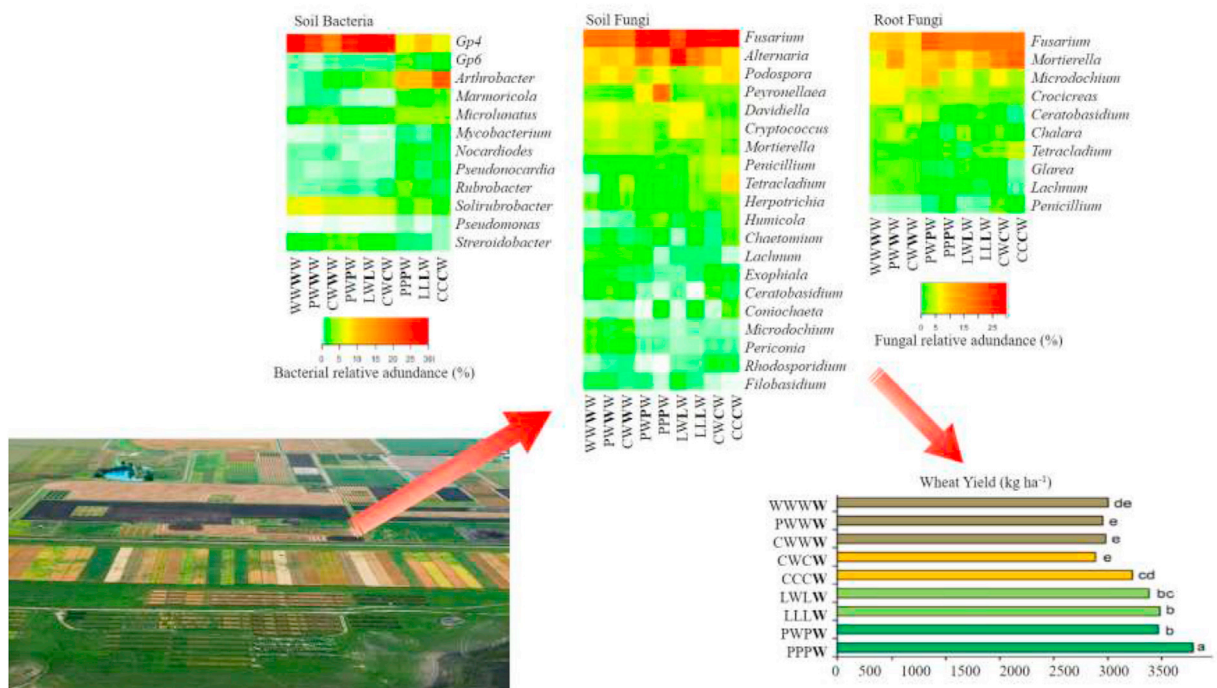 Soil Bacteria
Gp4
Gp6
Arthrobacter
Marmoricola
Microlunatus
Mycobacterium
Nocardiodes
Pseudonocardia
Rubrobacter
Solirubrobacter
Pseudomonas
Streroidobacter
WWWW
PWWW
CWWW
PWPW
LWLW
CWCW
PPPW
LLLW
CCCW
0 5 10 15 20 25 30
Bacterial relative adundance (%)
Soil Fungi
Fusarium
Alternaria
Podospora
Peyronellaea
Davidiella
Cryptococcus
Mortierella
Penicillium
Tetracladium
Herpotrichia
Humicola
Chaetomium
Lachnum
Exophiala
Ceratobasidium
Coniochaeta
Microdochium
Periconia
Rhodosporidium
Filobasidium
WWWW
PWWW
CWWW
PWPW
PPPW
LWLW
LLLW
CWCW
CCCW
Root Fungi
Fusarium
Mortierella
Microdochium
Crocicreas
Ceratobasidium
Chalara
Tetracladium
Glarea
Lachnum
Penicillium
WWWW
PWWW
CWWW
PWPW
PPPW
LWLW
LLLW
CWCW
CCCW
0 5 15 25
Fungal relative adundance (%)
Wheat Yield (kg ha⁻¹)
WWWW de
PWWW e
CWWW e
CWCW e
CCCW cd
LWLW bc
LLLW b
PWPW b
PPPW a
0 500 1000 1500 2000 2500 3000 3500